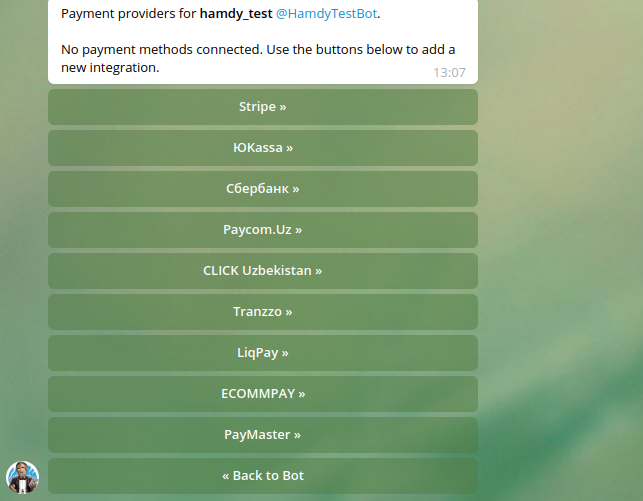 Payment providers for hamdy_test @HamdyTestBot.
No payment methods connected. Use the buttons below to add a
new integration.
13:07
Stripe »
ЮKassa »
Сбербанк »
Paycom.Uz »
CLICK Uzbekistan »
Tranzzo »
LiqPay »
ECOMMPAY »
PayMaster »
« Back to Bot